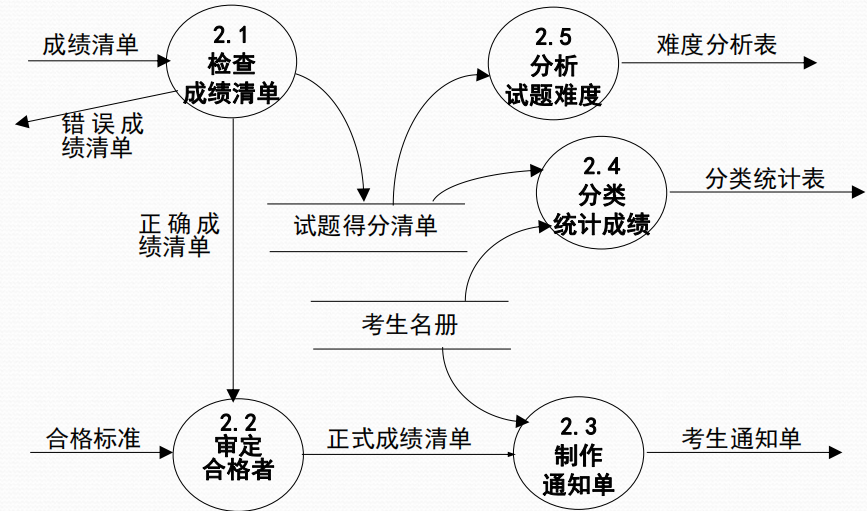 成绩清单
2.1
检查
成绩清单
2.5
分析
试题难度
难度分析表
错误成
绩清单
2.4
分类
统计成绩
分类统计表
正确成
绩清单
试题得分清单
考生名册
合格标准
2.2
审定
合格者
正式成绩清单
2.3
制作
通知单
考生通知单